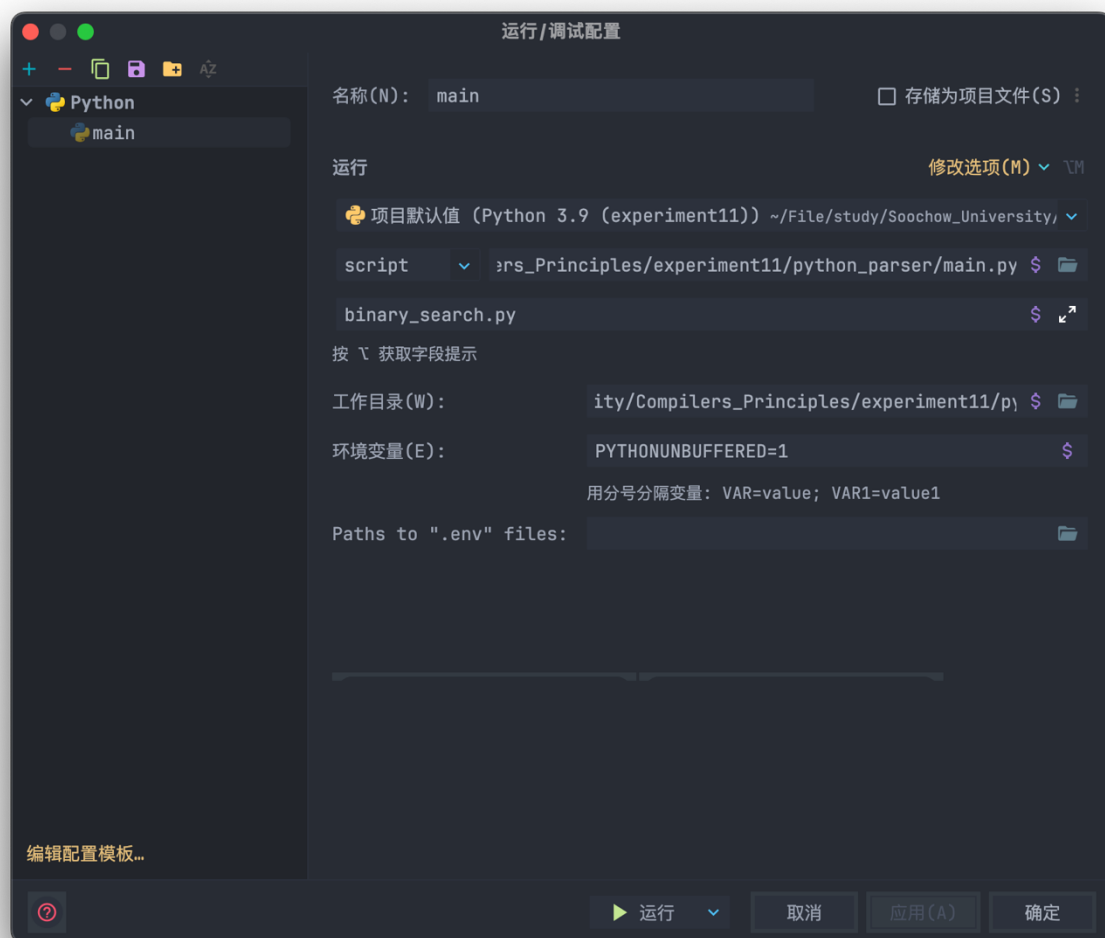 运行/调试配置
Python
main
编辑配置模板…
名称(N): main 存储为项目文件(S)
运行 修改选项(M) ⌥M
项目默认值 (Python 3.9 (experiment11)) ~/File/study/Soochow_University/
script ers_Principles/experiment11/python_parser/main.py
binary_search.py
按 ⌥ 获取字段提示
工作目录(W): ity/Compilers_Principles/experiment11/py
环境变量(E): PYTHONUNBUFFERED=1
用分号分隔变量: VAR=value; VAR1=value1
Paths to ".env" files:
运行 取消 应用(A) 确定